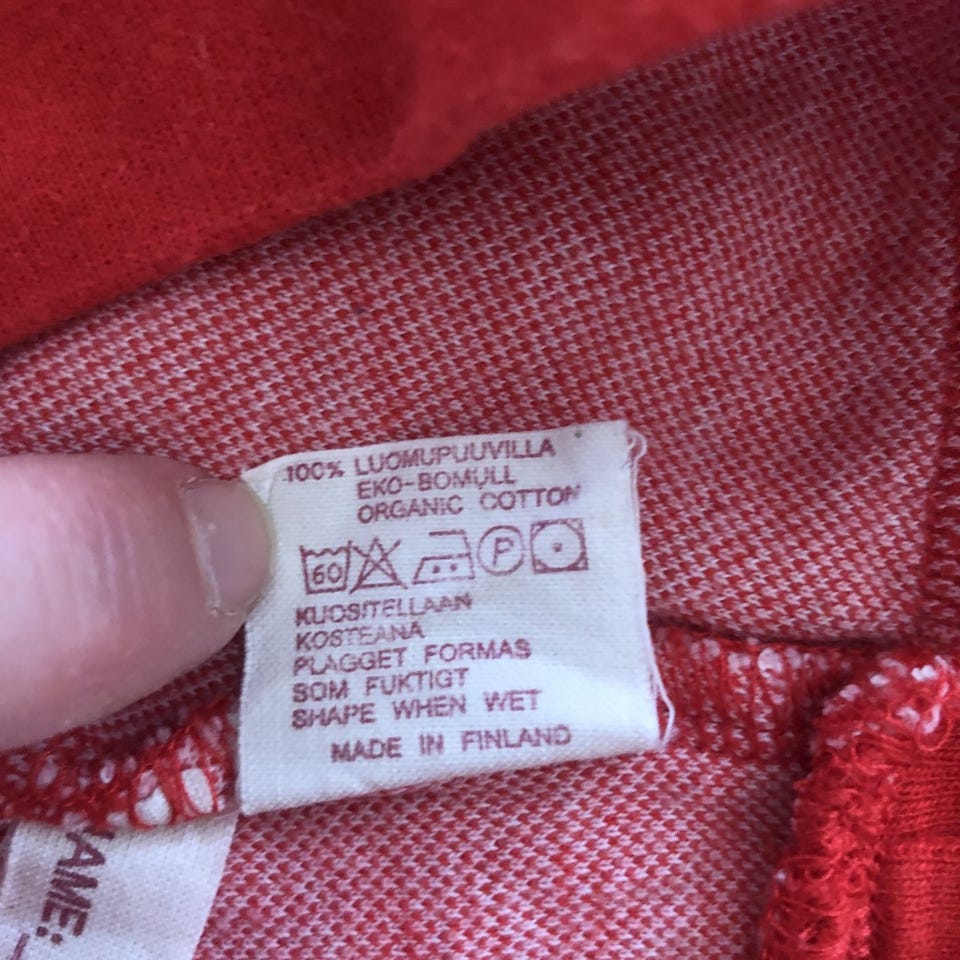 100% LUOMUPUUVILLA
EKO-BOMULL
ORGANIC COTTON
60 P
KUOSITELLAAN
KOSTEANA
PLAGGET FORMAS
SOM FUKTIGT
SHAPE WHEN WET
MADE IN FINLAND
AME: